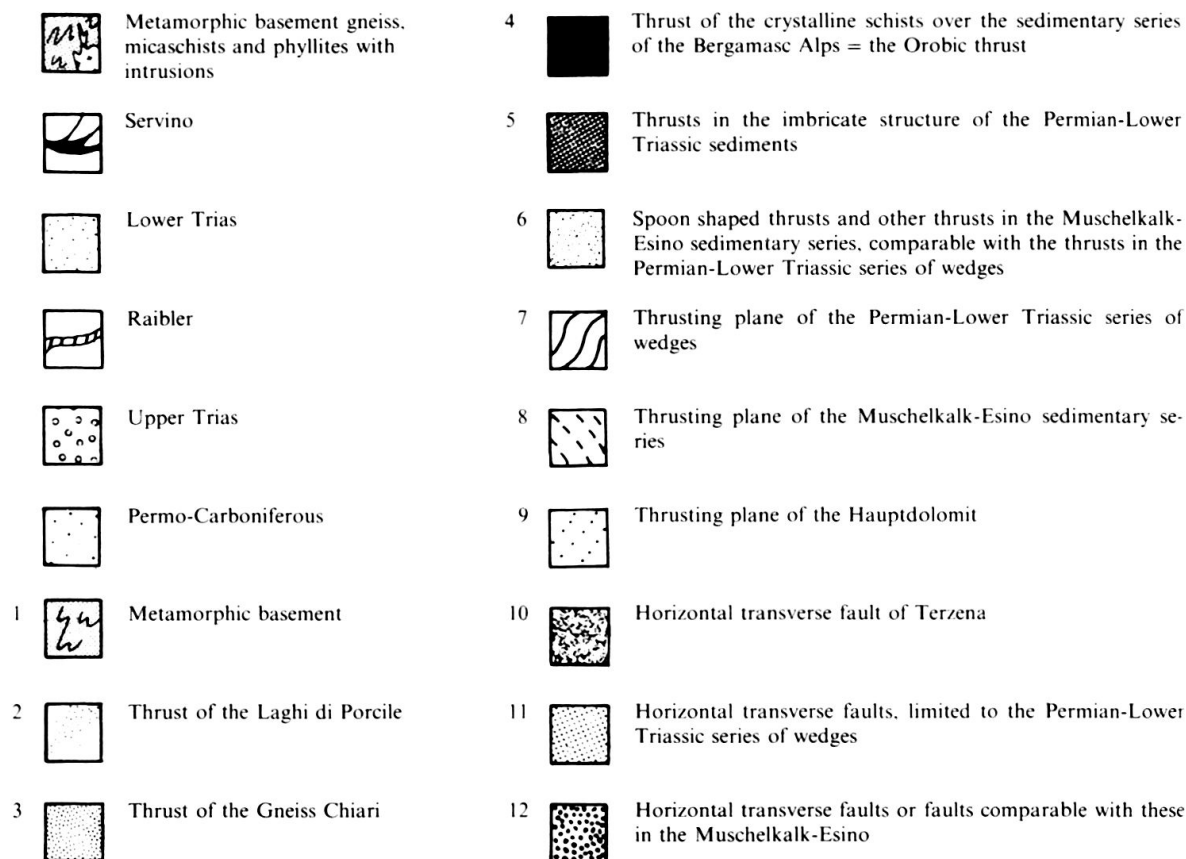 Metamorphic basement gneiss,
micaschists and phyllites with
intrusions
Servino
Lower Trias
Raibler
Upper Trias
Permo-Carboniferous
1 Metamorphic basement
2 Thrust of the Laghi di Porcile
3 Thrust of the Gneiss Chiari
4 Thrust of the crystalline schists over the sedimentary series
of the Bergamasc Alps = the Orobic thrust
5 Thrusts in the imbricate structure of the Permian-Lower
Triassic sediments
6 Spoon shaped thrusts and other thrusts in the Muschelkalk-
Esino sedimentary series, comparable with the thrusts in the
Permian-Lower Triassic series of wedges
7 Thrusting plane of the Permian-Lower Triassic series of
wedges
8 Thrusting plane of the Muschelkalk-Esino sedimentary se-
ries
9 Thrusting plane of the Hauptdolomit
10 Horizontal transverse fault of Terzena
11 Horizontal transverse faults, limited to the Permian-Lower
Triassic series of wedges
12 Horizontal transverse faults or faults comparable with these
in the Muschelkalk-Esino